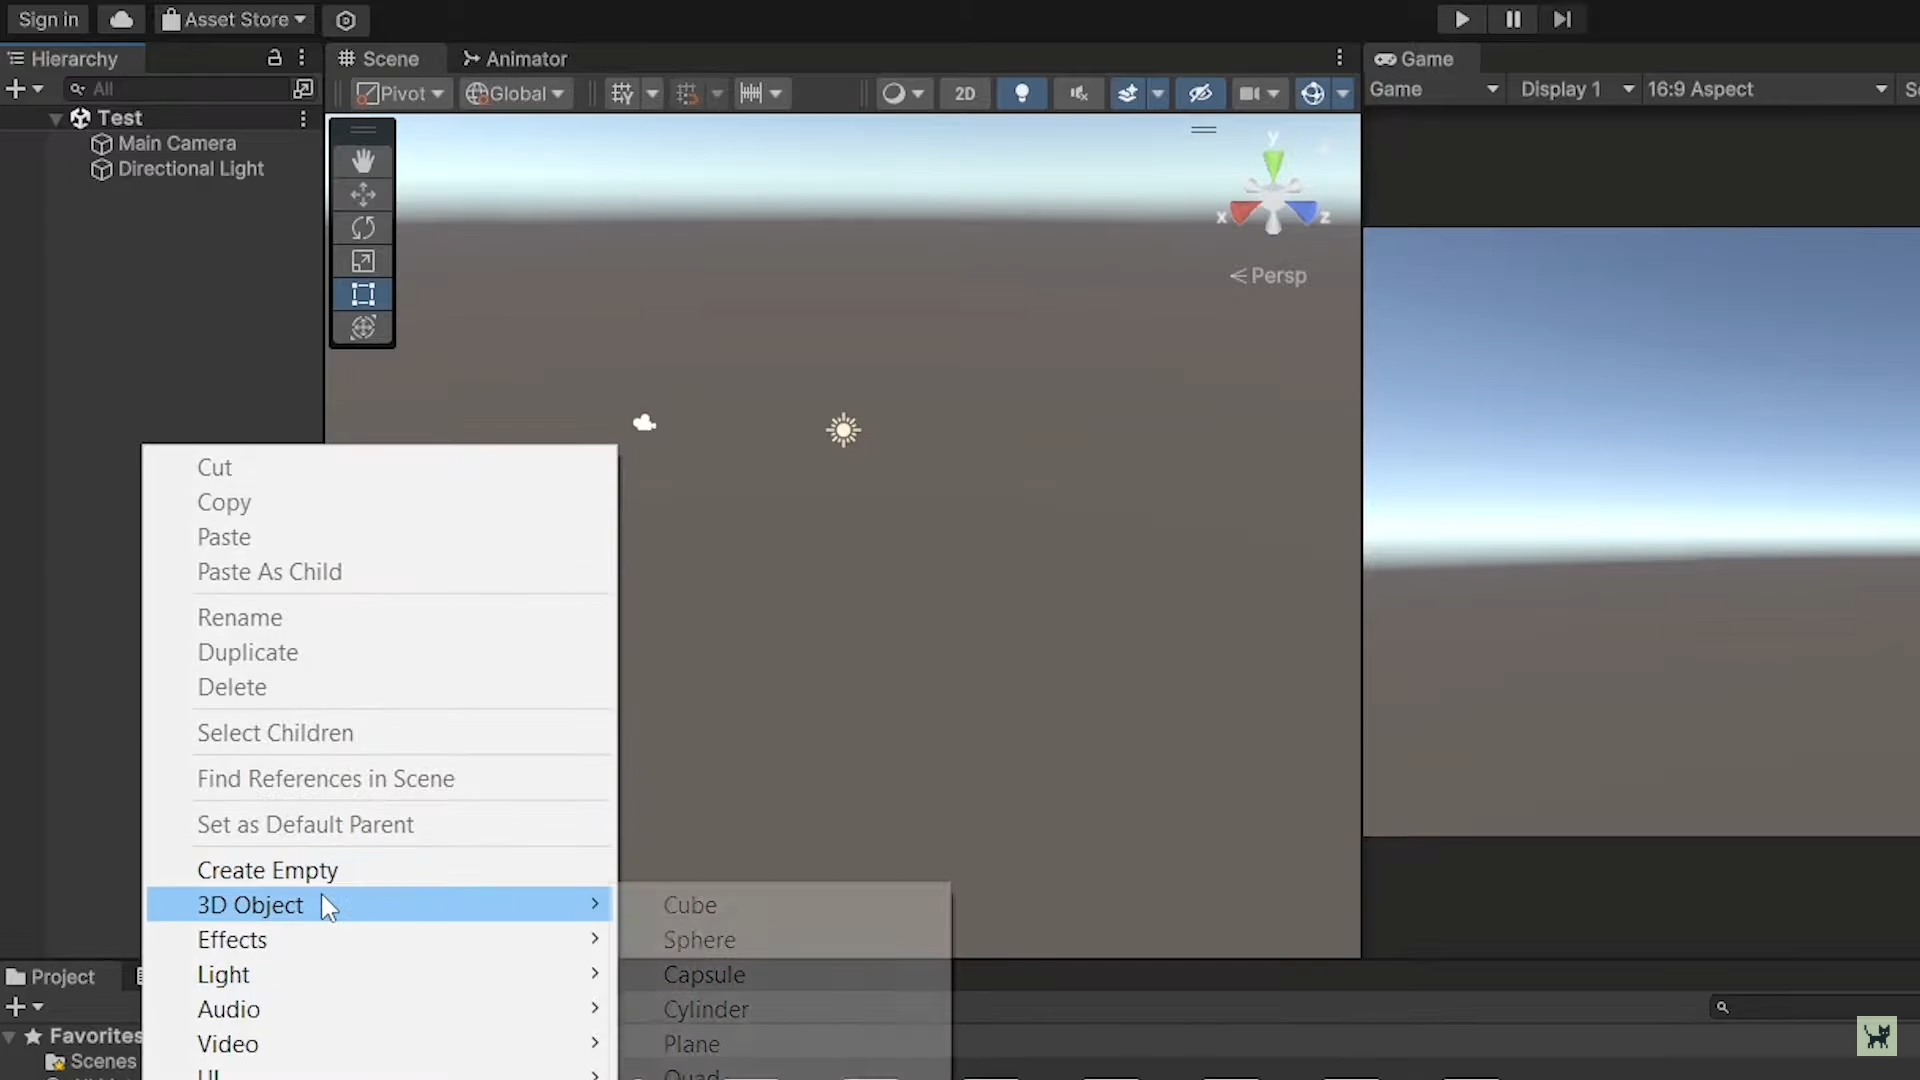 Sign in
Asset Store
Hierarchy
Scene
Animator
Game
All
Pivot
Global
2D
Game
Display 1
16:9 Aspect
Test
Main Camera
Directional Light
y
x
z
Persp
Cut
Copy
Paste
Paste As Child
Rename
Duplicate
Delete
Select Children
Find References in Scene
Set as Default Parent
Create Empty
3D Object
Effects
Light
Audio
Video
UI
Cube
Sphere
Capsule
Cylinder
Plane
Quad
Project
Favorites
Scenes